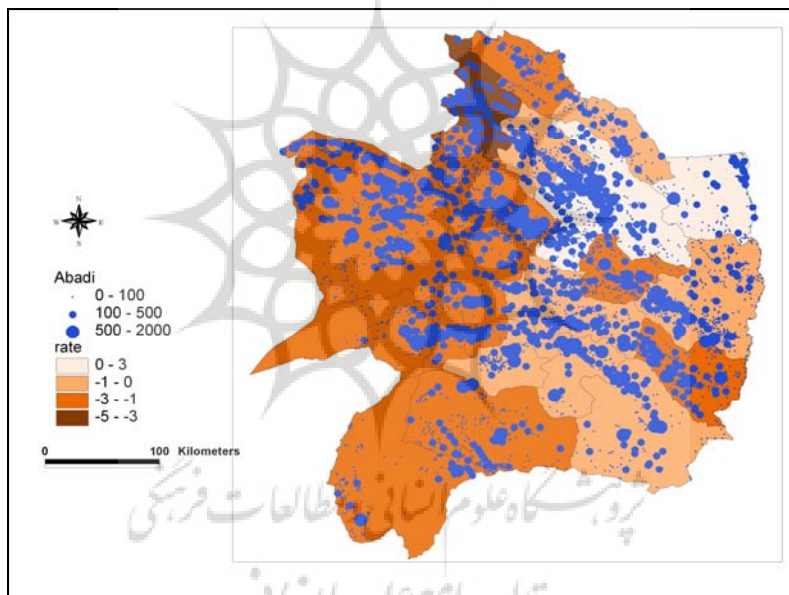 N
W E
S
Abadi
0 - 100
100 - 500
500 - 2000
rate
0 - 3
-1 - 0
-3 - -1
-5 - -3
0 100 Kilometers
پژوهشگاه علوم انسانی و مطالعات فرهنگی